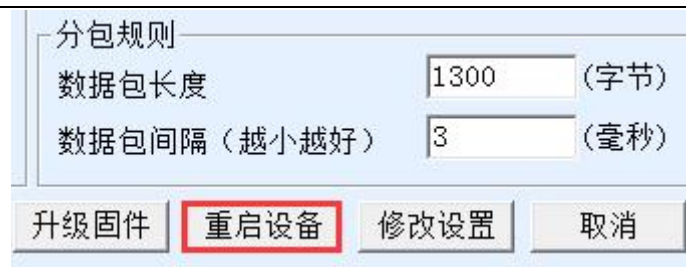 分包规则
数据包长度 1300 (字节)
数据包间隔（越小越好） 3 (毫秒)
升级固件 重启设备 修改设置 取消